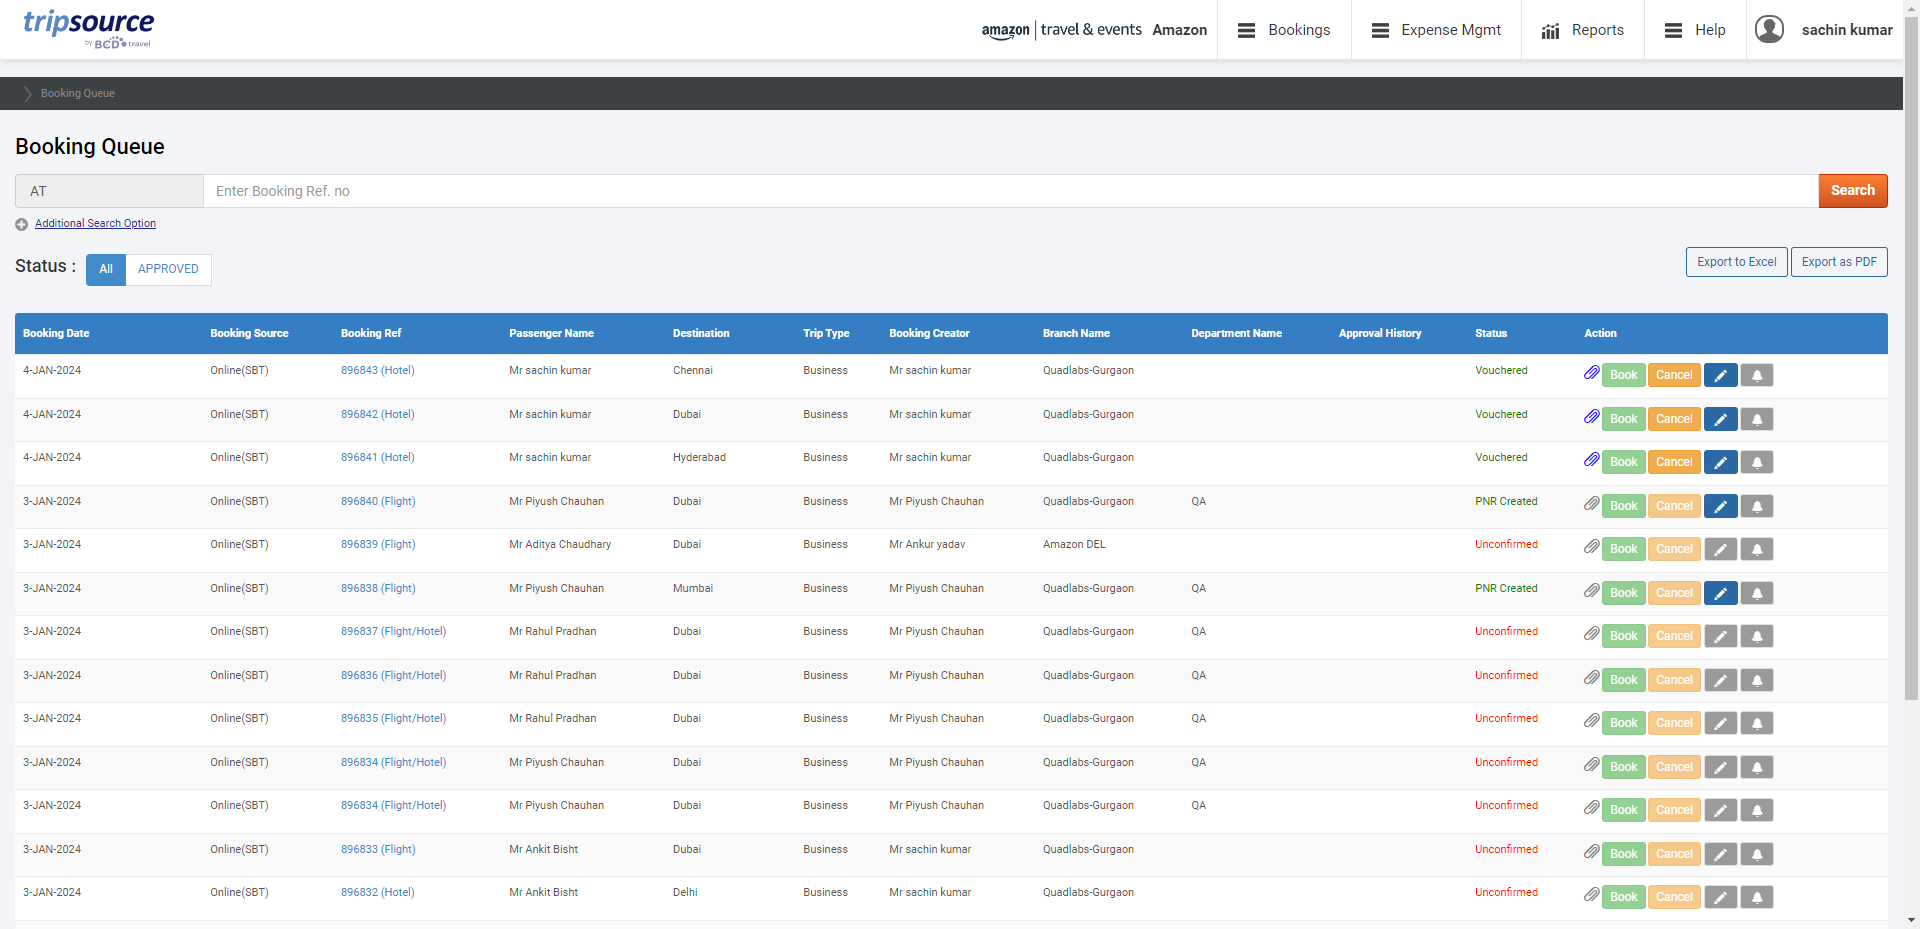 tripsource
by BCD travel
amazon | travel & events Amazon Bookings Expense Mgmt Reports Help sachin kumar
Booking Queue
Booking Queue
AT Enter Booking Ref. no Search
Additional Search Option
Status : All APPROVED Export to Excel Export as PDF
Booking Date Booking Source Booking Ref Passenger Name Destination Trip Type Booking Creator Branch Name Department Name Approval History Status Action
4-JAN-2024 Online(SBT) 896843 (Hotel) Mr sachin kumar Chennai Business Mr sachin kumar Quadlabs-Gurgaon Vouchered Book Cancel
4-JAN-2024 Online(SBT) 896842 (Hotel) Mr sachin kumar Dubai Business Mr sachin kumar Quadlabs-Gurgaon Vouchered Book Cancel
4-JAN-2024 Online(SBT) 896841 (Hotel) Mr sachin kumar Hyderabad Business Mr sachin kumar Quadlabs-Gurgaon Vouchered Book Cancel
3-JAN-2024 Online(SBT) 896840 (Flight) Mr Piyush Chauhan Dubai Business Mr Piyush Chauhan Quadlabs-Gurgaon QA PNR Created Book Cancel
3-JAN-2024 Online(SBT) 896839 (Flight) Mr Aditya Chaudhary Dubai Business Mr Ankur yadav Amazon DEL Unconfirmed Book Cancel
3-JAN-2024 Online(SBT) 896838 (Flight) Mr Piyush Chauhan Mumbai Business Mr Piyush Chauhan Quadlabs-Gurgaon QA PNR Created Book Cancel
3-JAN-2024 Online(SBT) 896837 (Flight/Hotel) Mr Rahul Pradhan Dubai Business Mr Piyush Chauhan Quadlabs-Gurgaon QA Unconfirmed Book Cancel
3-JAN-2024 Online(SBT) 896836 (Flight/Hotel) Mr Rahul Pradhan Dubai Business Mr Piyush Chauhan Quadlabs-Gurgaon QA Unconfirmed Book Cancel
3-JAN-2024 Online(SBT) 896835 (Flight/Hotel) Mr Rahul Pradhan Dubai Business Mr Piyush Chauhan Quadlabs-Gurgaon QA Unconfirmed Book Cancel
3-JAN-2024 Online(SBT) 896834 (Flight/Hotel) Mr Piyush Chauhan Dubai Business Mr Piyush Chauhan Quadlabs-Gurgaon QA Unconfirmed Book Cancel
3-JAN-2024 Online(SBT) 896834 (Flight/Hotel) Mr Piyush Chauhan Dubai Business Mr Piyush Chauhan Quadlabs-Gurgaon QA Unconfirmed Book Cancel
3-JAN-2024 Online(SBT) 896833 (Flight) Mr Ankit Bisht Dubai Business Mr sachin kumar Quadlabs-Gurgaon Unconfirmed Book Cancel
3-JAN-2024 Online(SBT) 896832 (Hotel) Mr Ankit Bisht Delhi Business Mr sachin kumar Quadlabs-Gurgaon Unconfirmed Book Cancel